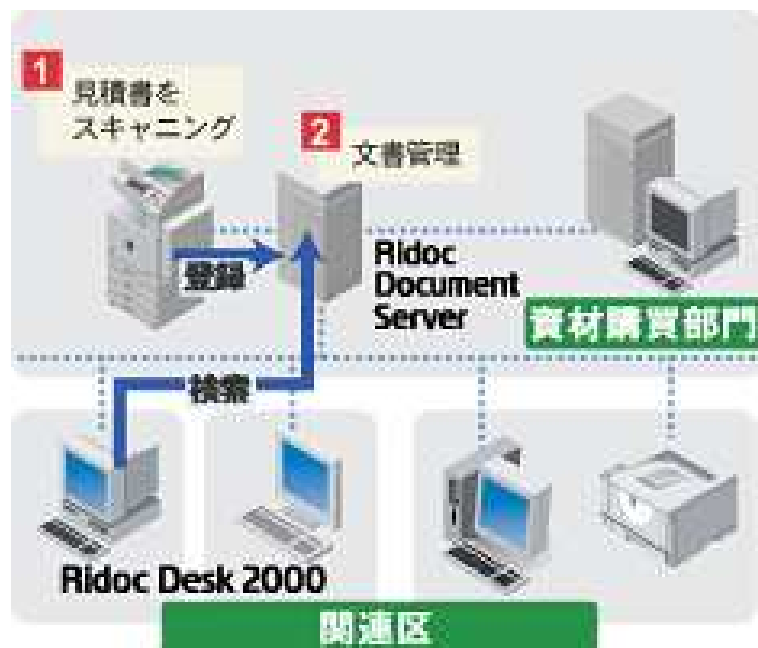 1
見積書を
スキャニング
2
文書管理
登録
Ridoc
Document
Server
資材購買部門
検索
Ridoc Desk 2000
関連区